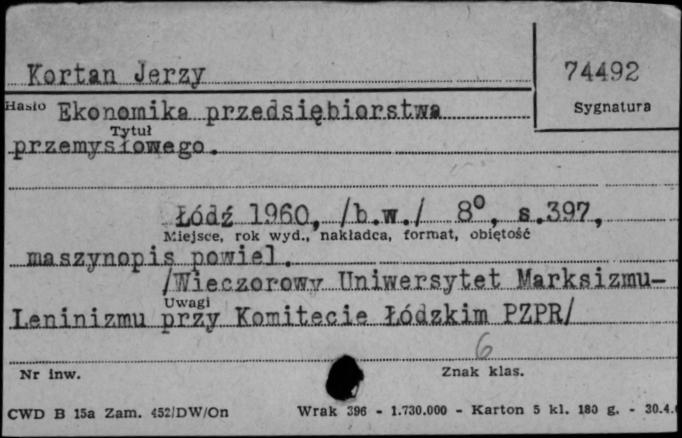 Kortan Jerzy
74492
Hasło Ekonomika przedsiębiorstwa
Sygnatura
Tytuł
przemysłowego.
Łódź 1960, /b.w./ 8⁰, s.397,
Miejsce, rok wyd., nakładca, format, objętość
maszynopis powiel.
/Wieczorowy Uniwersytet Marksizmu-
Uwagi
Leninizmu przy Komitecie Łódzkim PZPR/
6
Nr inw.
Znak klas.
CWD B 15a Zam. 452/DW/On Wrak 396 - 1.730.000 - Karton 5 kl. 180 g. - 30.4.